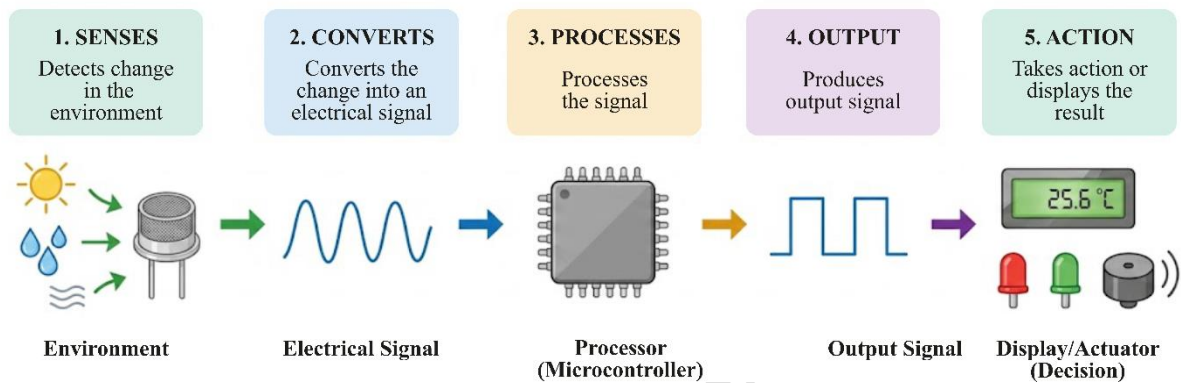 1. SENSES
Detects change
in the
environment
2. CONVERTS
Converts the
change into an
electrical signal
3. PROCESSES
Processes
the signal
4. OUTPUT
Produces
output signal
5. ACTION
Takes action or
displays the
result
25.6 °C
Environment
Electrical Signal
Processor
(Microcontroller)
Output Signal
Display/Actuator
(Decision)